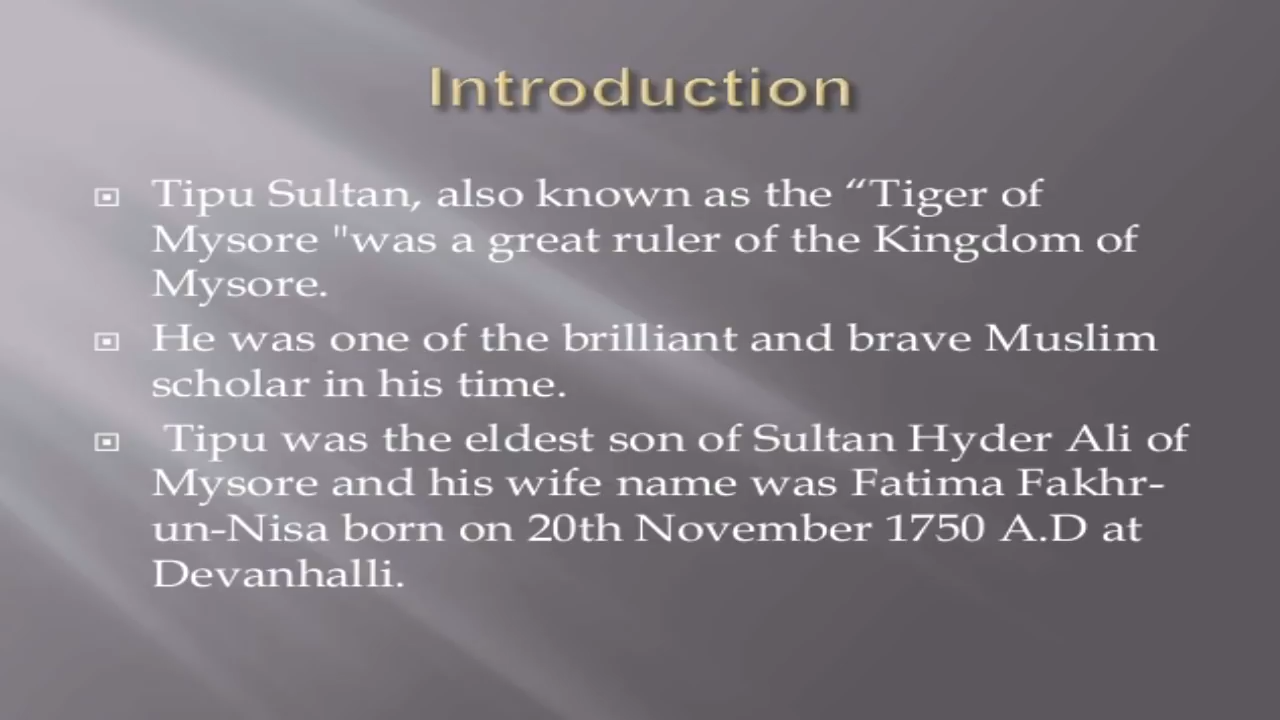 Introduction
Tipu Sultan, also known as the “Tiger of
Mysore "was a great ruler of the Kingdom of
Mysore.
He was one of the brilliant and brave Muslim
scholar in his time.
Tipu was the eldest son of Sultan Hyder Ali of
Mysore and his wife name was Fatima Fakhr-
un-Nisa born on 20th November 1750 A.D at
Devanhalli.